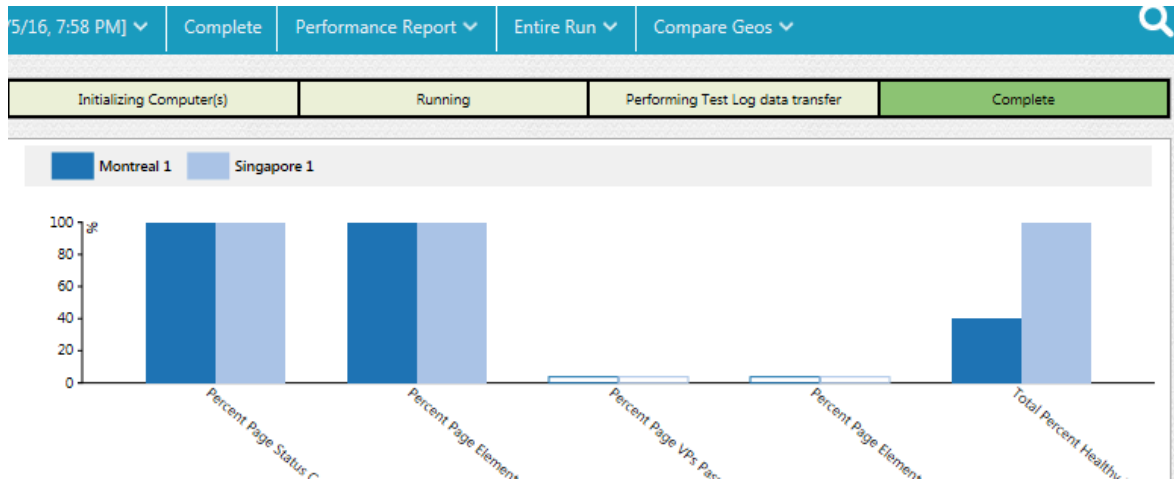 /5/16, 7:58 PM] Complete Performance Report Entire Run Compare Geos
Initializing Computer(s) Running Performing Test Log data transfer Complete
Montreal 1 Singapore 1
100
%
80
60
40
20
0
Percent Page Status
Percent Page Element
Percent Page VPs
Percent Page Element
Total Percent Healthy